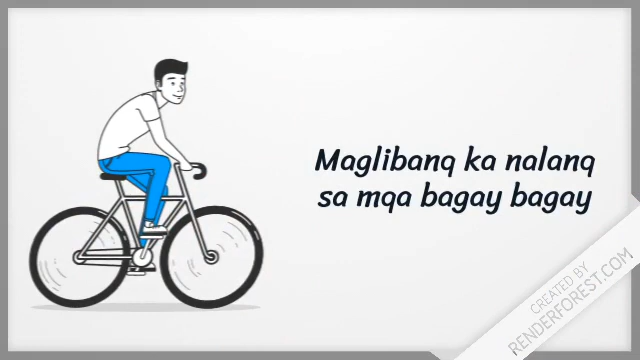 Maglibang ka nalang
sa mga bagay bagay
CREATED BY
RENDERFOREST.COM